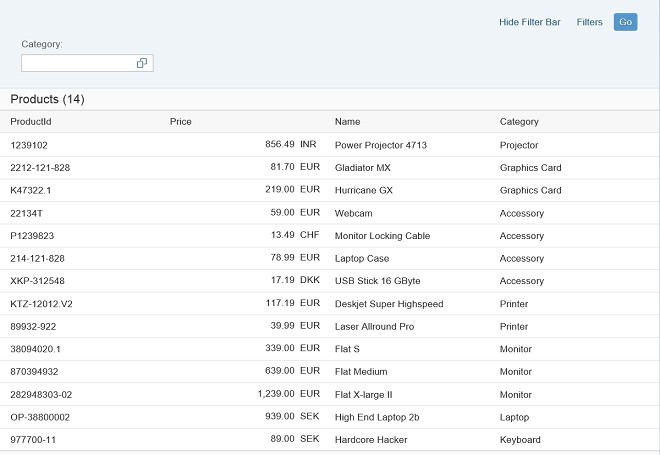 Hide Filter Bar Filters Go
Category:
Products (14)
ProductId Price Name Category
1239102 856.49 INR Power Projector 4713 Projector
2212-121-828 81.70 EUR Gladiator MX Graphics Card
K47322.1 219.00 EUR Hurricane GX Graphics Card
22134T 59.00 EUR Webcam Accessory
P1239823 13.49 CHF Monitor Locking Cable Accessory
214-121-828 78.99 EUR Laptop Case Accessory
XKP-312548 17.19 DKK USB Stick 16 GByte Accessory
KTZ-12012.V2 117.19 EUR Deskjet Super Highspeed Printer
89932-922 39.99 EUR Laser Allround Pro Printer
38094020.1 339.00 EUR Flat S Monitor
870394932 639.00 EUR Flat Medium Monitor
282948303-02 1,239.00 EUR Flat X-large II Monitor
OP-38800002 939.00 SEK High End Laptop 2b Laptop
977700-11 89.00 SEK Hardcore Hacker Keyboard